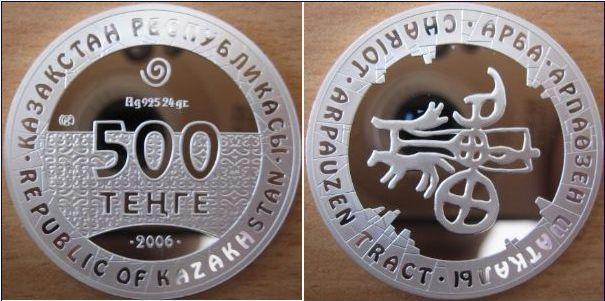 ҚАЗАҚСТАН РЕСПУБЛИКАСЫ
Ag 925 24 gr.
500
ТЕҢГЕ
·2006·
· REPUBLIC OF KAZAKHSTAN ·
· АРБА · АРПАӨЗЕН ШАТҚАЛЫ
CHARIOT · ARPAUZEN TRACT ·